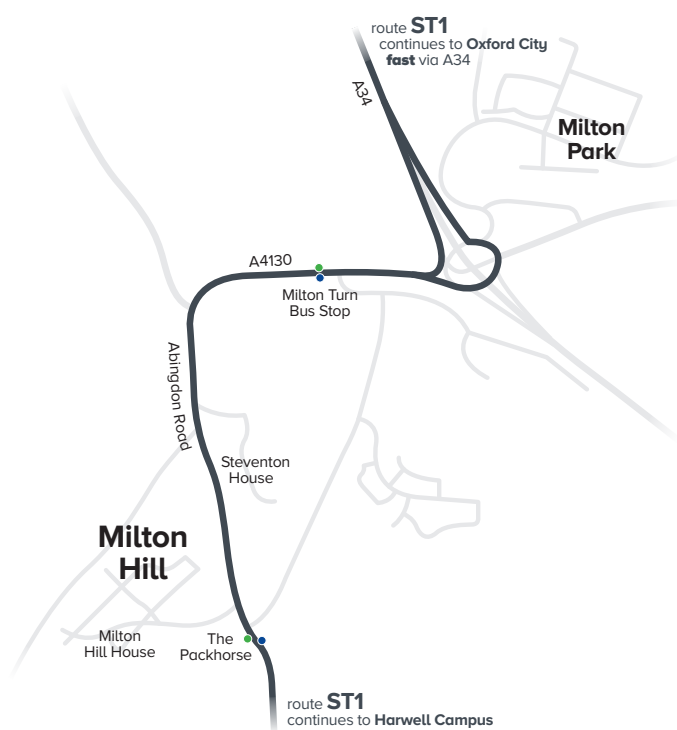 route ST1
continues to Oxford City
fast via A34
A34
Milton
Park
A4130
Milton Turn
Bus Stop
Abingdon Road
Steventon
House
Milton
Hill
Milton
Hill House
The
Packhorse
route ST1
continues to Harwell Campus